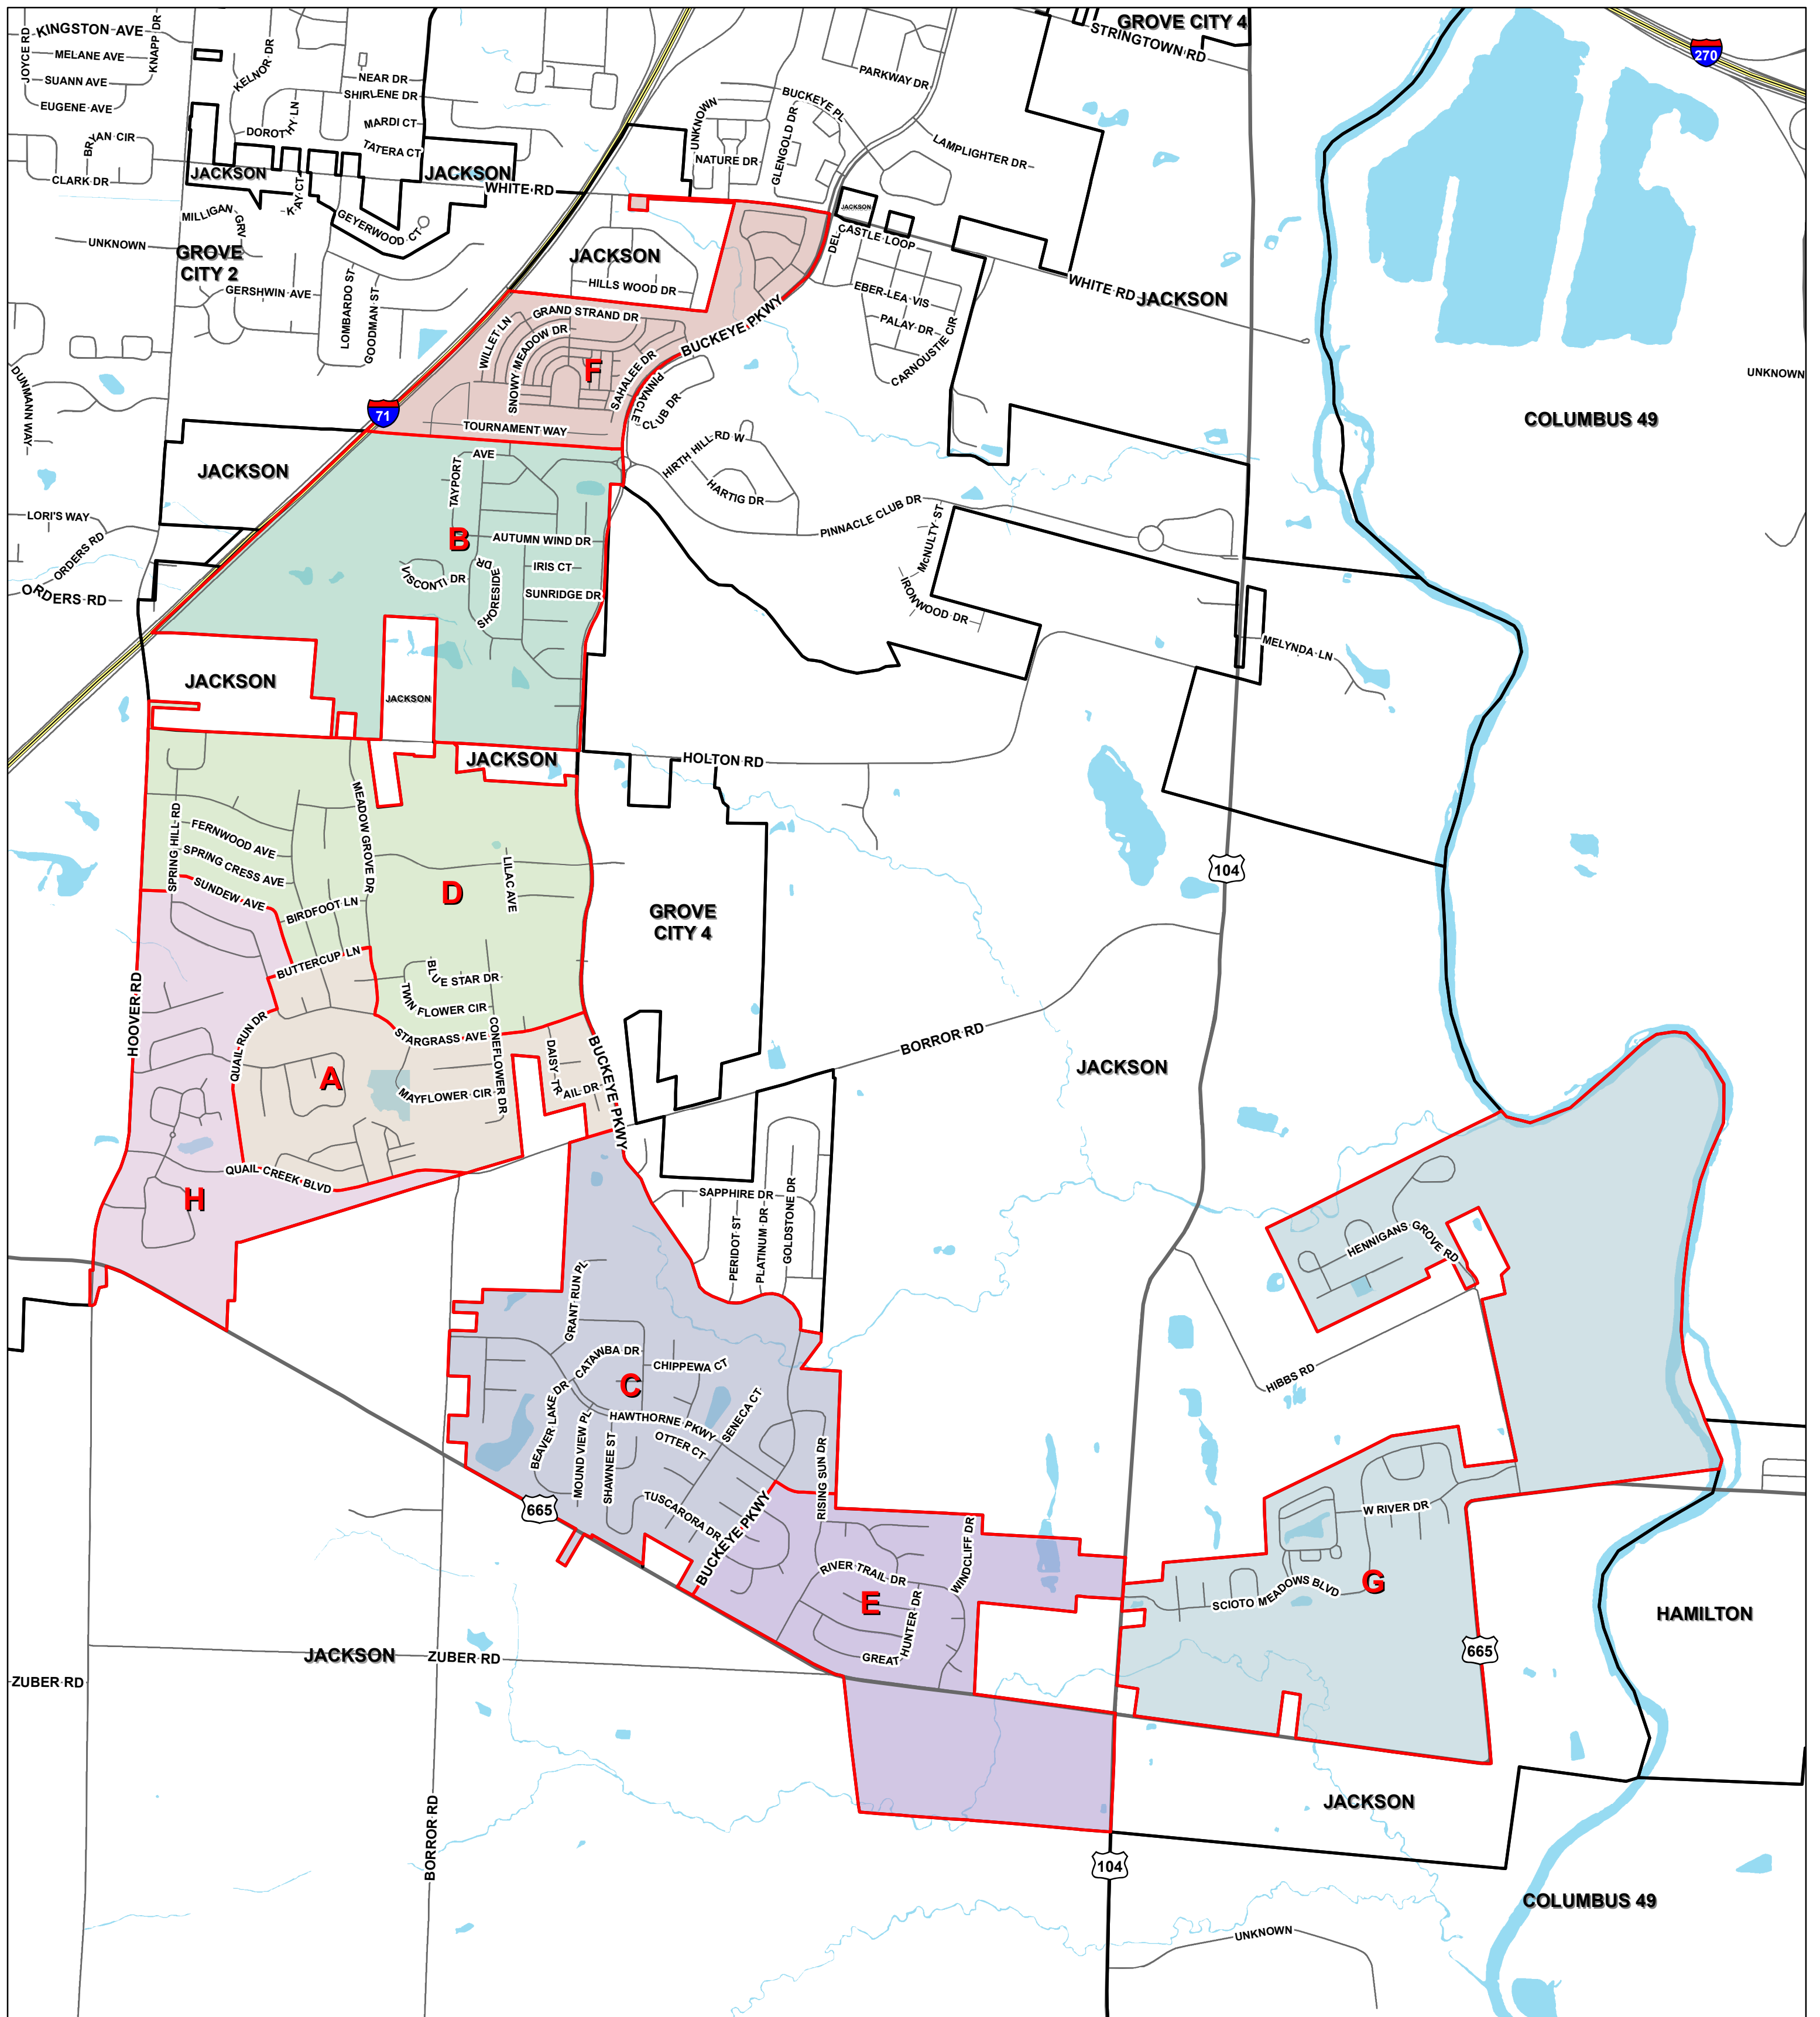 GROVE CITY 4
STRINGTOWN RD
270
KINGSTON AVE
JOYCE RD
KNAPP DR
MELANE AVE
SUANN AVE
EUGENE AVE
KELNOR DR
NEAR DR
SHIRLENE DR
MARDI CT
DOROTHY LN
TATERA CT
BRIAN CIR
CLARK DR
JACKSON
JACKSON
WHITE RD
KAY CT
MILLIGAN GRV
GEYERWOOD CT
UNKNOWN
GROVE
CITY 2
GERSHWIN AVE
LOMBARDO ST
GOODMAN ST
DUNMANN WAY
PARKWAY DR
BUCKEYE PL
UNKNOWN
NATURE DR
GLENGOLD DR
LAMPLIGHTER DR
JACKSON
CASTLE LOOP
DEL
EBER-LEA VIS
PALAY DR
CARNOUSTIE CIR
WHITE RD
JACKSON
JACKSON
HILLS WOOD DR
GRAND STRAND DR
WILLET LN
SNOWY MEADOW DR
F
SAHALEE DR
BUCKEYE PKWY
PINNACLE CLUB DR
TOURNAMENT WAY
71
UNKNOWN
COLUMBUS 49
JACKSON
LORI'S WAY
ORDERS RD
ORDERS RD
TAYPORT AVE
B
AUTUMN WIND DR
IRIS CT
VISCONTI DR
SHORESIDE DR
SUNRIDGE DR
HIRTH HILL RD W
HARTIG DR
PINNACLE CLUB DR
McNULTY ST
IRONWOOD DR
MELYNDA LN
JACKSON
JACKSON
JACKSON
HOLTON RD
SPRING HILL RD
FERNWOOD AVE
SPRING CRESS AVE
SUNDEW AVE
MEADOW GROVE DR
LILAC AVE
D
BIRDFOOT LN
BUTTERCUP LN
BLUE STAR DR
TWIN FLOWER CIR
STARGRASS AVE
CONEFLOWER DR
GROVE
CITY 4
104
HOOVER RD
QUAIL RUN DR
A
MAYFLOWER CIR
DAISY TRAIL DR
BUCKEYE PKWY
BORROR RD
JACKSON
QUAIL CREEK BLVD
H
SAPPHIRE DR
PERIDOT ST
PLATINUM DR
GOLDSTONE DR
HENNIGANS GROVE RD
HIBBS RD
GRANT RUN PL
CATAWBA DR
CHIPPEWA CT
C
BEAVER LAKE DR
MOUND VIEW PL
SHAWNEE ST
HAWTHORNE PKWY
OTTER CT
SENECA CT
RISING SUN DR
TUSCARORA DR
BUCKEYE PKWY
665
RIVER TRAIL DR
WINDCLIFF DR
E
GREAT HUNTER DR
W RIVER DR
SCIOTO MEADOWS BLVD
G
665
HAMILTON
JACKSON
ZUBER RD
ZUBER RD
BORROR RD
JACKSON
104
COLUMBUS 49
UNKNOWN